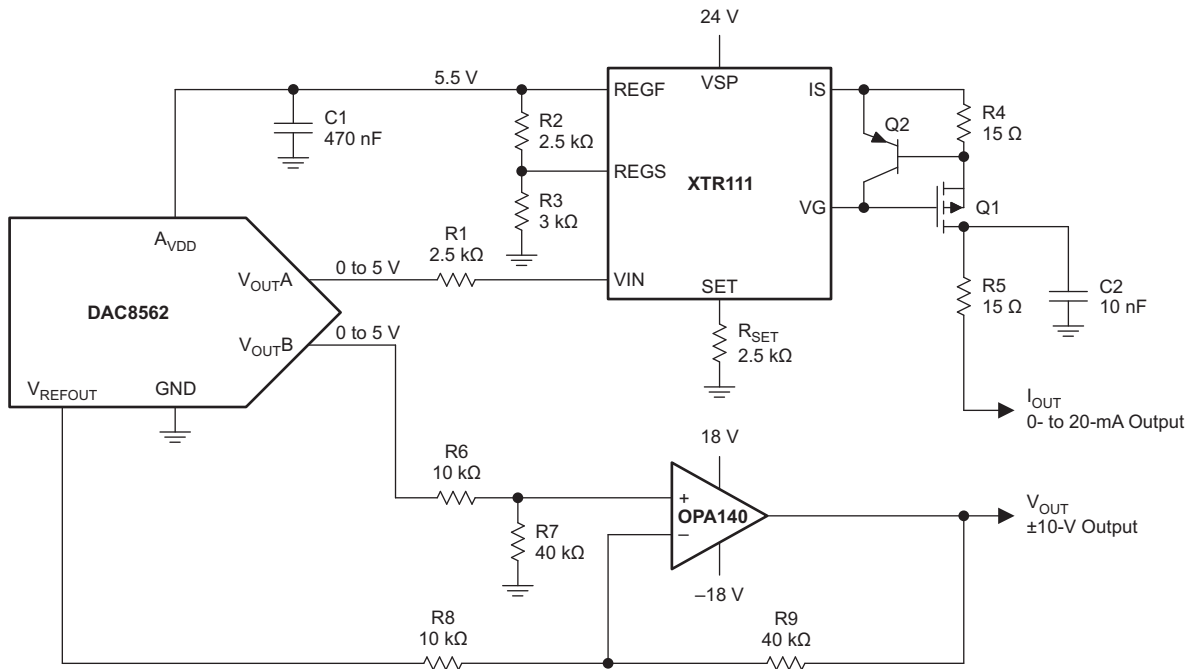 24 V
5.5 V
REGF
VSP
IS
C1
470 nF
R2
2.5 kΩ
Q2
R4
15 Ω
REGS
XTR111
R3
3 kΩ
VG
Q1
AVDD
R1
2.5 kΩ
VOUTA
0 to 5 V
VIN
SET
R5
15 Ω
C2
10 nF
DAC8562
VOUTB
0 to 5 V
RSET
2.5 kΩ
VREFOUT
GND
IOUT
0- to 20-mA Output
18 V
R6
10 kΩ
+
OPA140
–
VOUT
±10-V Output
R7
40 kΩ
–18 V
R8
10 kΩ
R9
40 kΩ